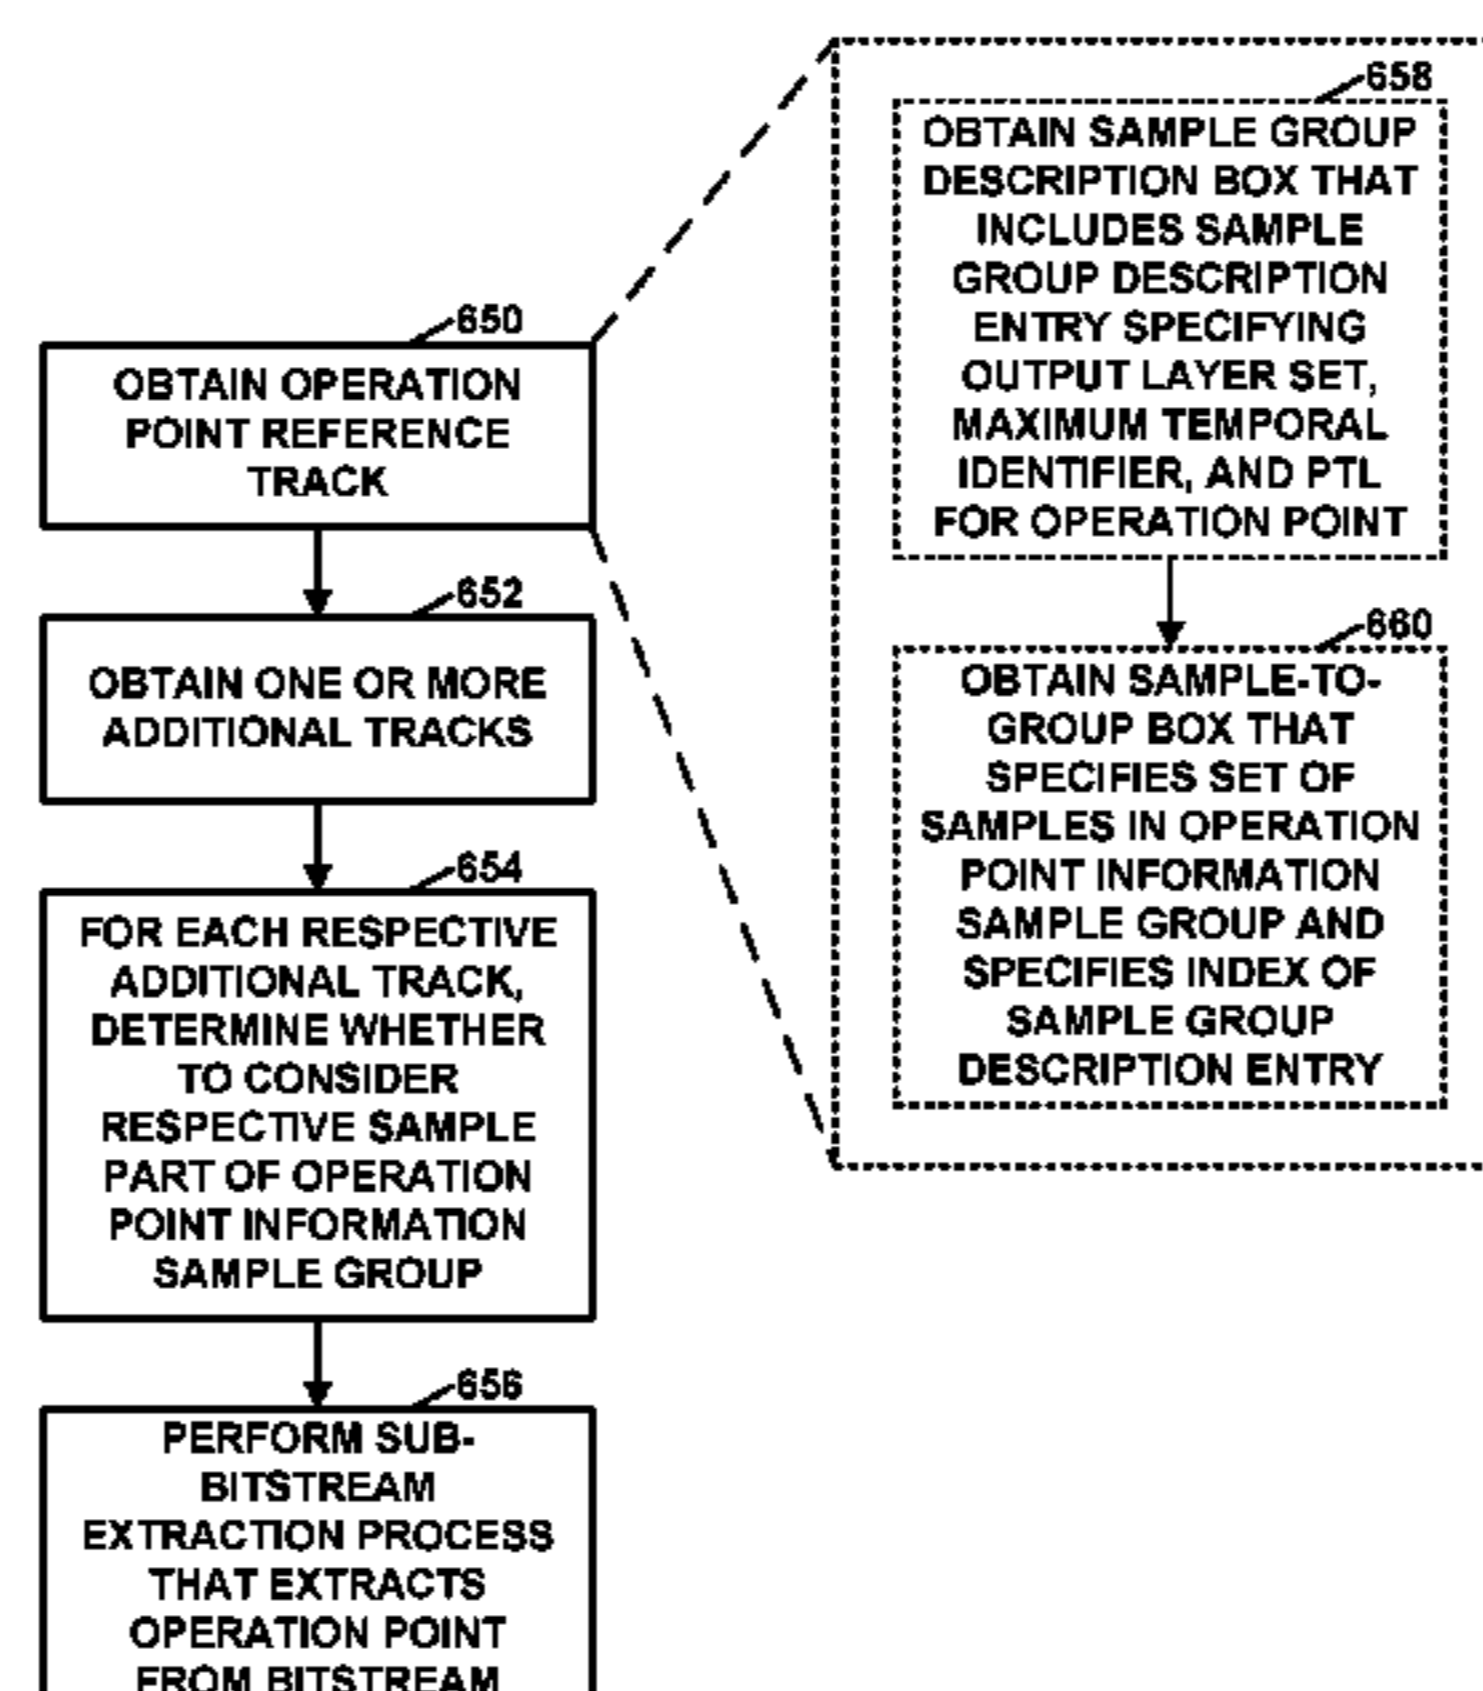 650
OBTAIN OPERATION
POINT REFERENCE
TRACK
652
OBTAIN ONE OR MORE
ADDITIONAL TRACKS
654
FOR EACH RESPECTIVE
ADDITIONAL TRACK,
DETERMINE WHETHER
TO CONSIDER
RESPECTIVE SAMPLE
PART OF OPERATION
POINT INFORMATION
SAMPLE GROUP
656
PERFORM SUB-
BITSTREAM
EXTRACTION PROCESS
THAT EXTRACTS
OPERATION POINT
FROM BITSTREAM
658
OBTAIN SAMPLE GROUP
DESCRIPTION BOX THAT
INCLUDES SAMPLE
GROUP DESCRIPTION
ENTRY SPECIFYING
OUTPUT LAYER SET,
MAXIMUM TEMPORAL
IDENTIFIER, AND PTL
FOR OPERATION POINT
660
OBTAIN SAMPLE-TO-
GROUP BOX THAT
SPECIFIES SET OF
SAMPLES IN OPERATION
POINT INFORMATION
SAMPLE GROUP AND
SPECIFIES INDEX OF
SAMPLE GROUP
DESCRIPTION ENTRY